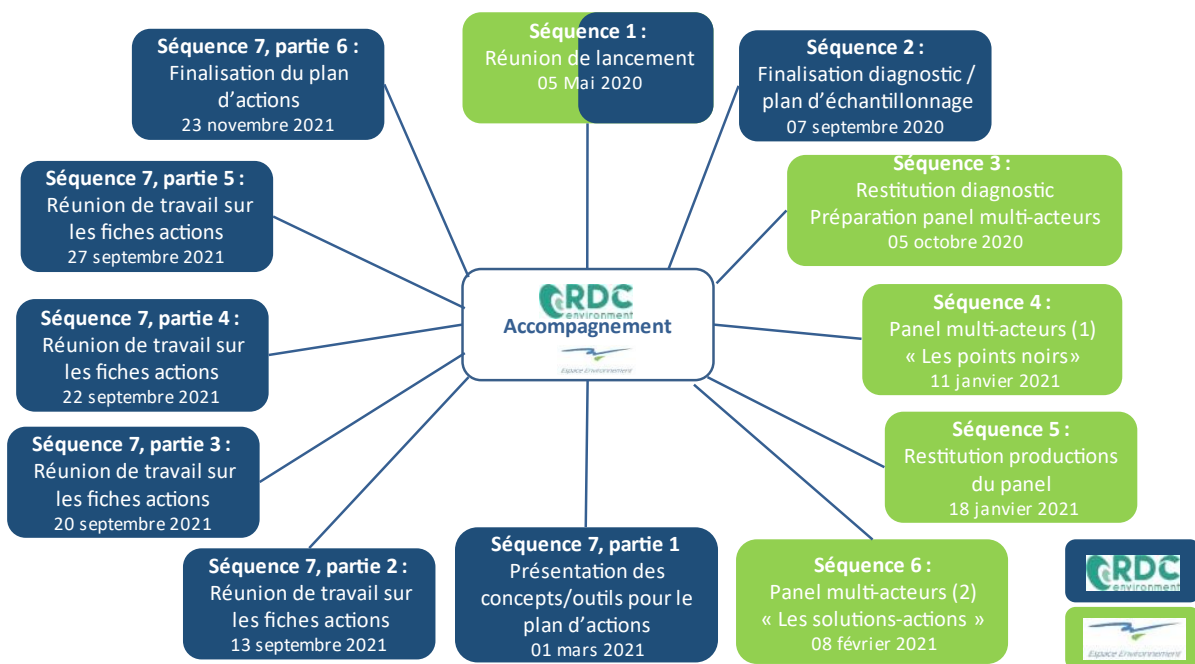 Séquence 1 :
Réunion de lancement
05 Mai 2020
Séquence 2 :
Finalisation diagnostic /
plan d'échantillonnage
07 septembre 2020
Séquence 3 :
Restitution diagnostic
Préparation panel multi-acteurs
05 octobre 2020
Séquence 4 :
Panel multi-acteurs (1)
« Les points noirs»
11 janvier 2021
Séquence 5 :
Restitution productions
du panel
18 janvier 2021
Séquence 6 :
Panel multi-acteurs (2)
« Les solutions-actions »
08 février 2021
Séquence 7, partie 1
Présentation des
concepts/outils pour le
plan d'actions
01 mars 2021
Séquence 7, partie 2 :
Réunion de travail sur
les fiches actions
13 septembre 2021
Séquence 7, partie 3 :
Réunion de travail sur
les fiches actions
20 septembre 2021
Séquence 7, partie 4 :
Réunion de travail sur
les fiches actions
22 septembre 2021
Séquence 7, partie 5 :
Réunion de travail sur
les fiches actions
27 septembre 2021
Séquence 7, partie 6 :
Finalisation du plan
d'actions
23 novembre 2021
RDC
environment
Accompagnement
Espace Environnement
RDC
environment
Espace Environnement